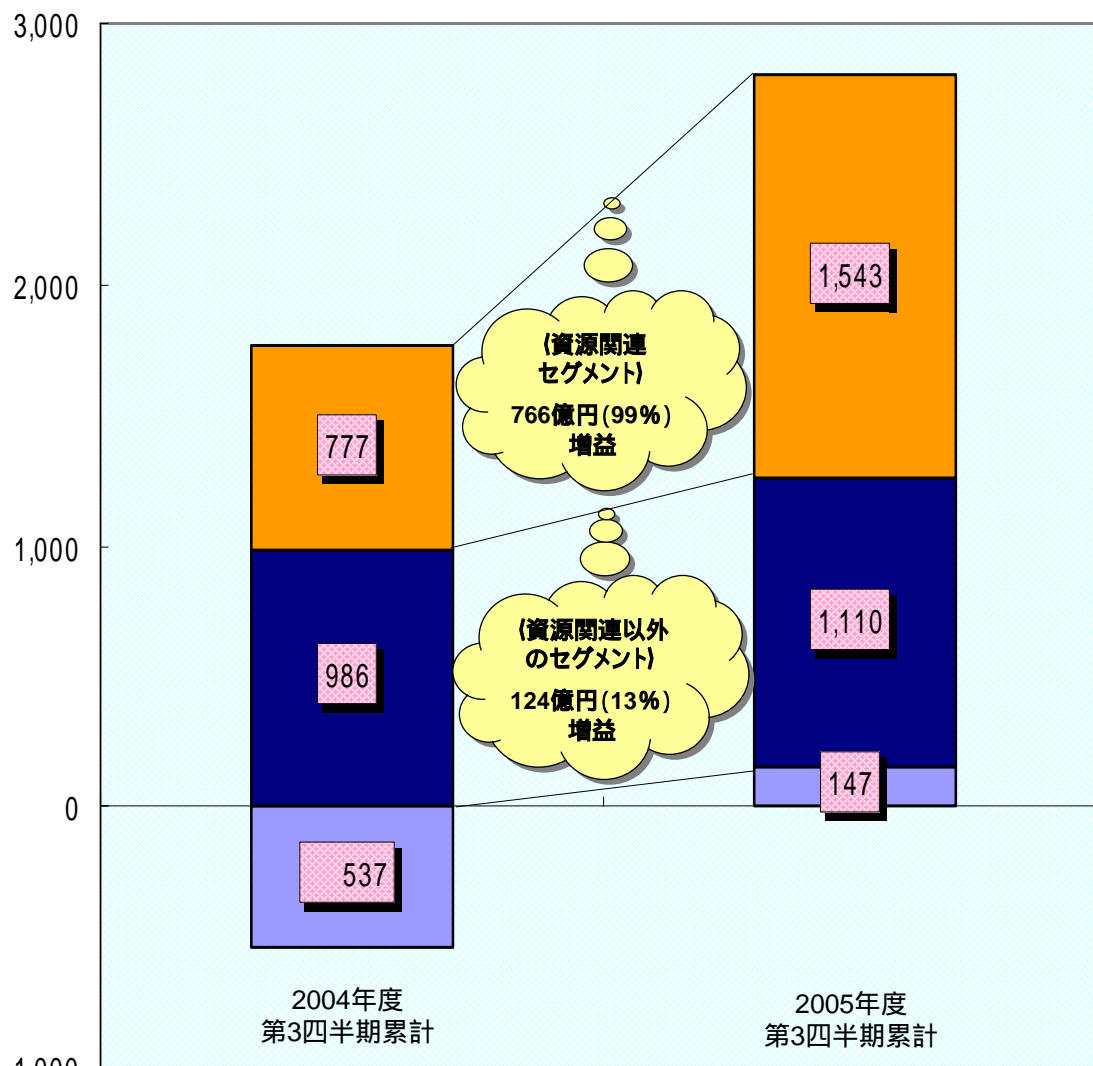 3,000
2,000
1,000
0
1,000
777
986
537
1,543
1,110
147
(資源関連
セグメント)
766億円(99%)
増益
(資源関連以外
のセグメント)
124億円(13%)
増益
2004年度
第3四半期累計
2005年度
第3四半期累計